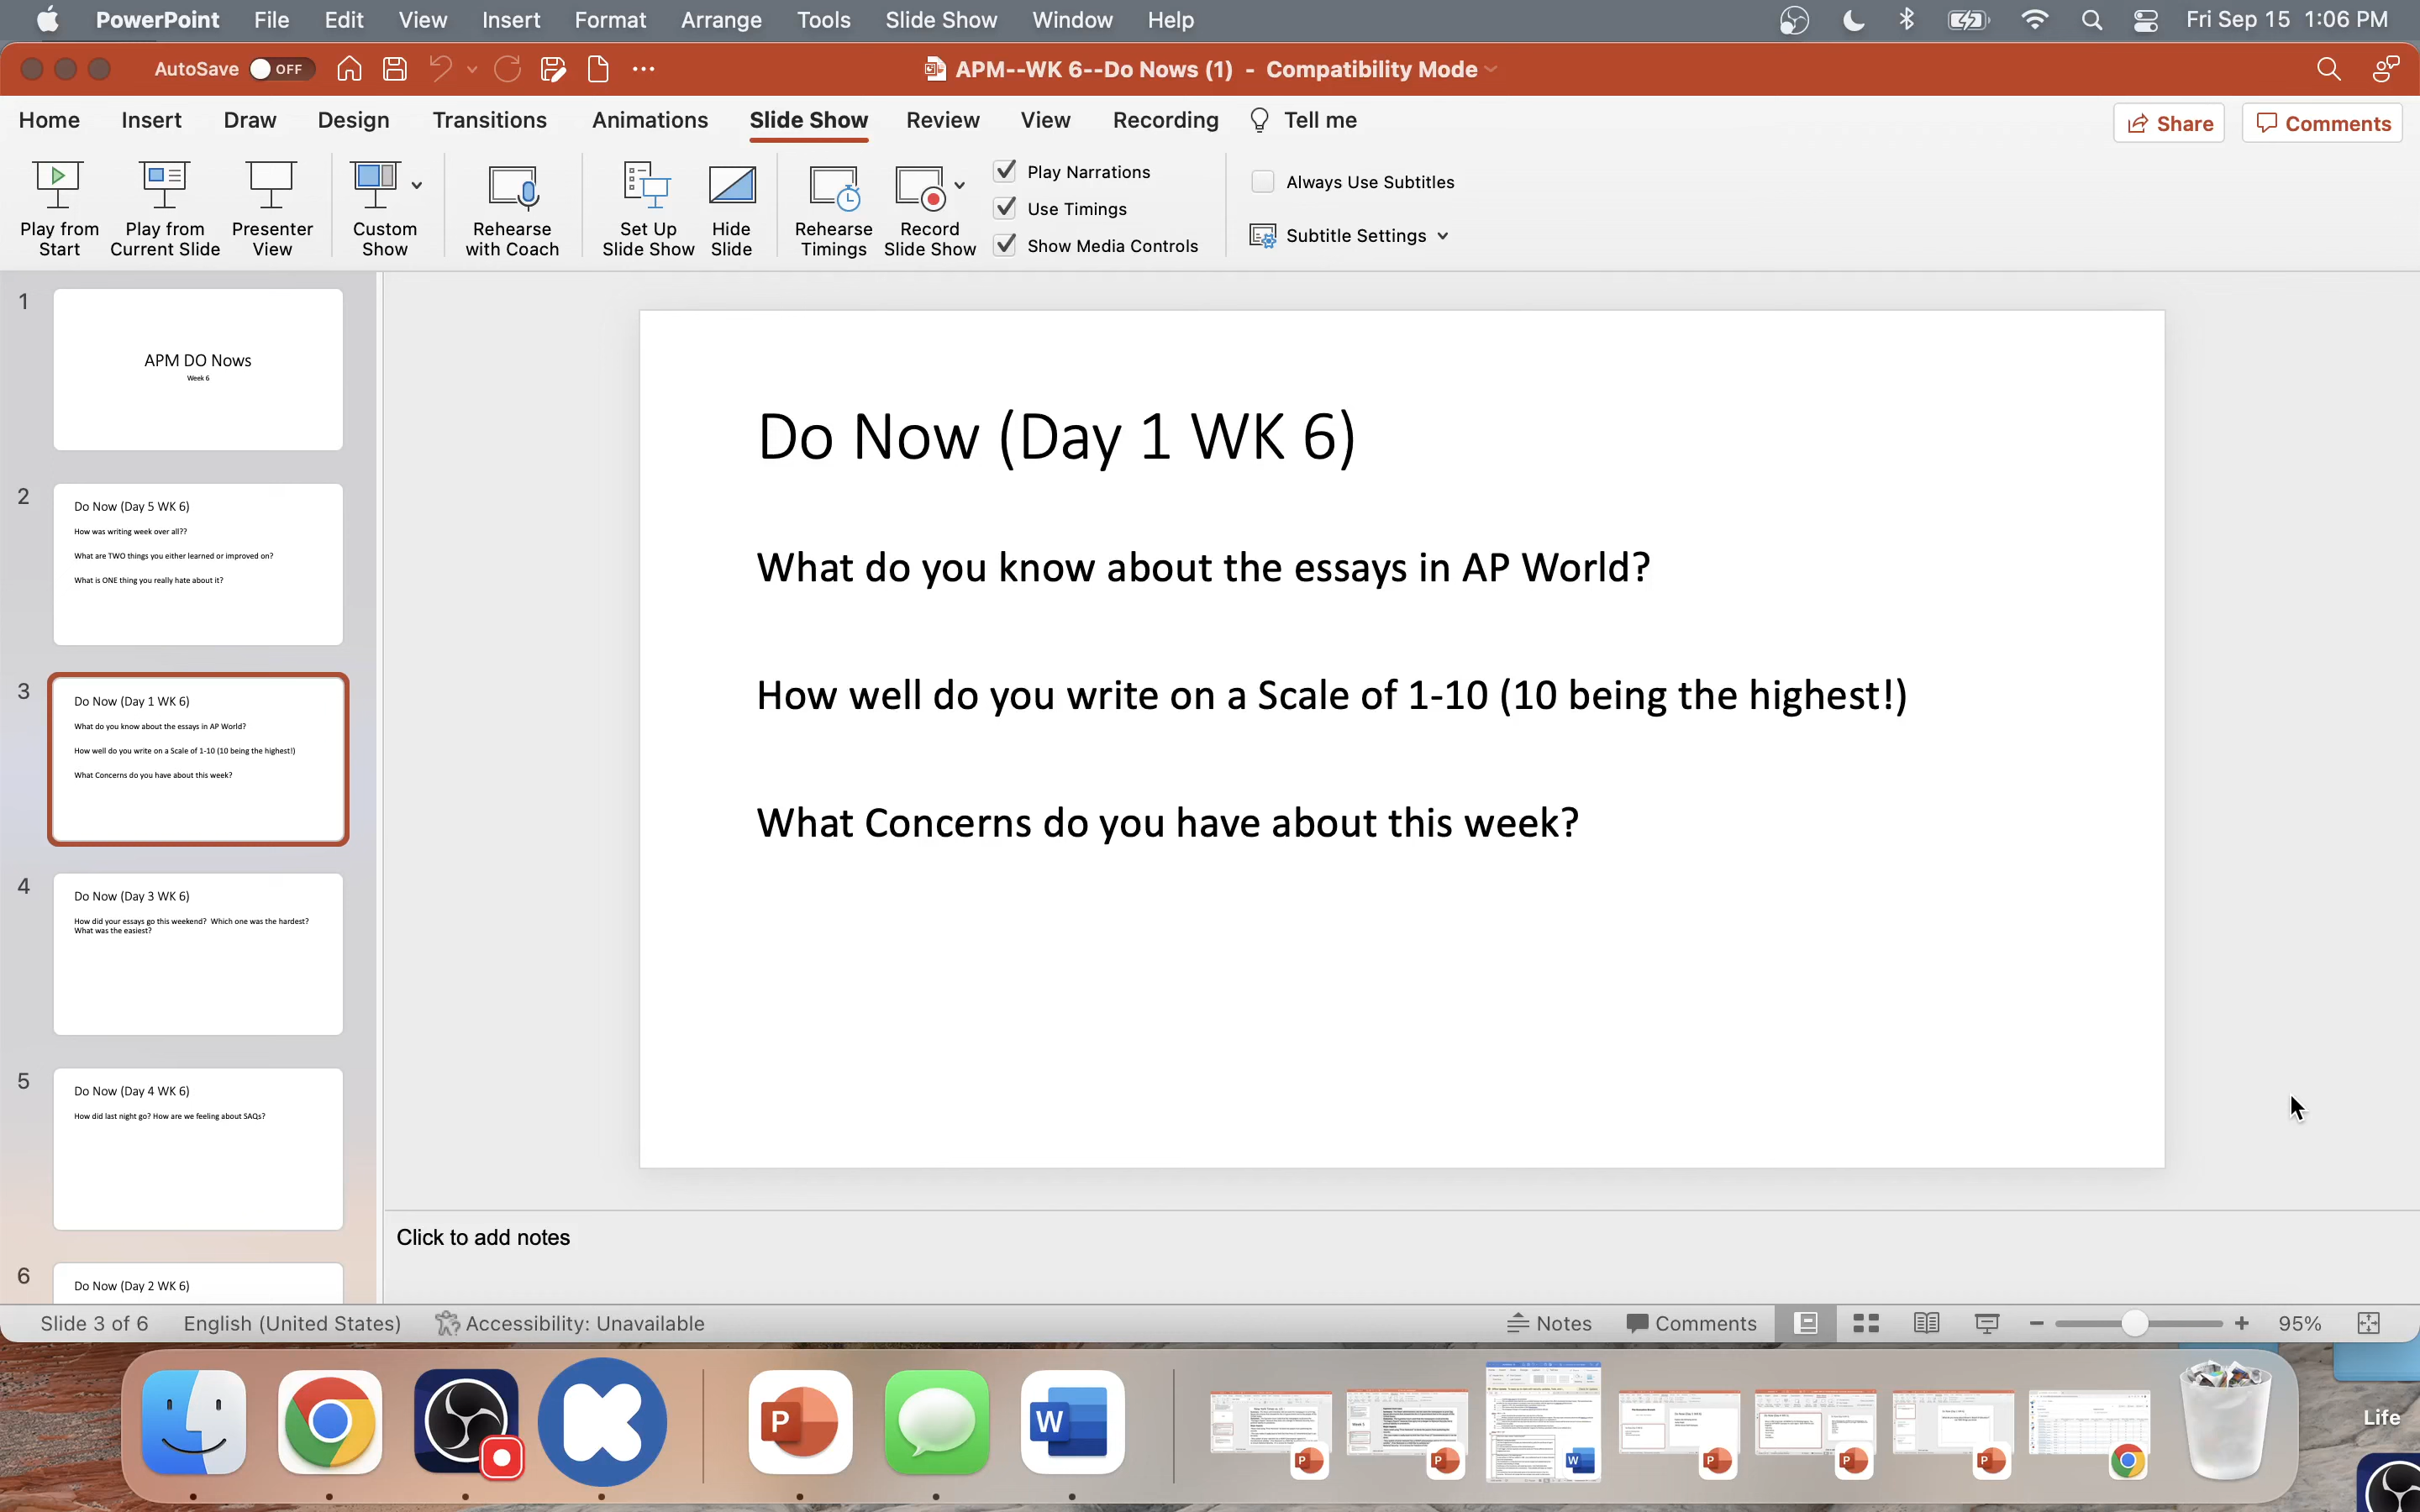 PowerPoint File Edit View Insert Format Arrange Tools Slide Show Window Help Fri Sep 15 1:06 PM
AutoSave OFF APM--WK 6--Do Nows (1) - Compatibility Mode
Home Insert Draw Design Transitions Animations Slide Show Review View Recording Tell me Share Comments
Play from Start
Play from Current Slide
Presenter View
Custom Show
Rehearse with Coach
Set Up Slide Show
Hide Slide
Rehearse Timings
Record Slide Show
Play Narrations
Use Timings
Show Media Controls
Always Use Subtitles
Subtitle Settings
1
APM DO Nows
Week 6
2
Do Now (Day 5 WK 6)
How was writing week over all??
What are TWO things you either learned or improved on?
What is ONE thing you really hate about it?
3
Do Now (Day 1 WK 6)
What do you know about the essays in AP World?
How well do you write on a Scale of 1-10 (10 being the highest!)
What Concerns do you have about this week?
4
Do Now (Day 3 WK 6)
How did your essays go this weekend? Which one was the hardest?
What was the easiest?
5
Do Now (Day 4 WK 6)
How did last night go? How are we feeling about SAQs?
6
Do Now (Day 2 WK 6)
Do Now (Day 1 WK 6)
What do you know about the essays in AP World?
How well do you write on a Scale of 1-10 (10 being the highest!)
What Concerns do you have about this week?
Click to add notes
Slide 3 of 6 English (United States) Accessibility: Unavailable Notes Comments 95%
Life